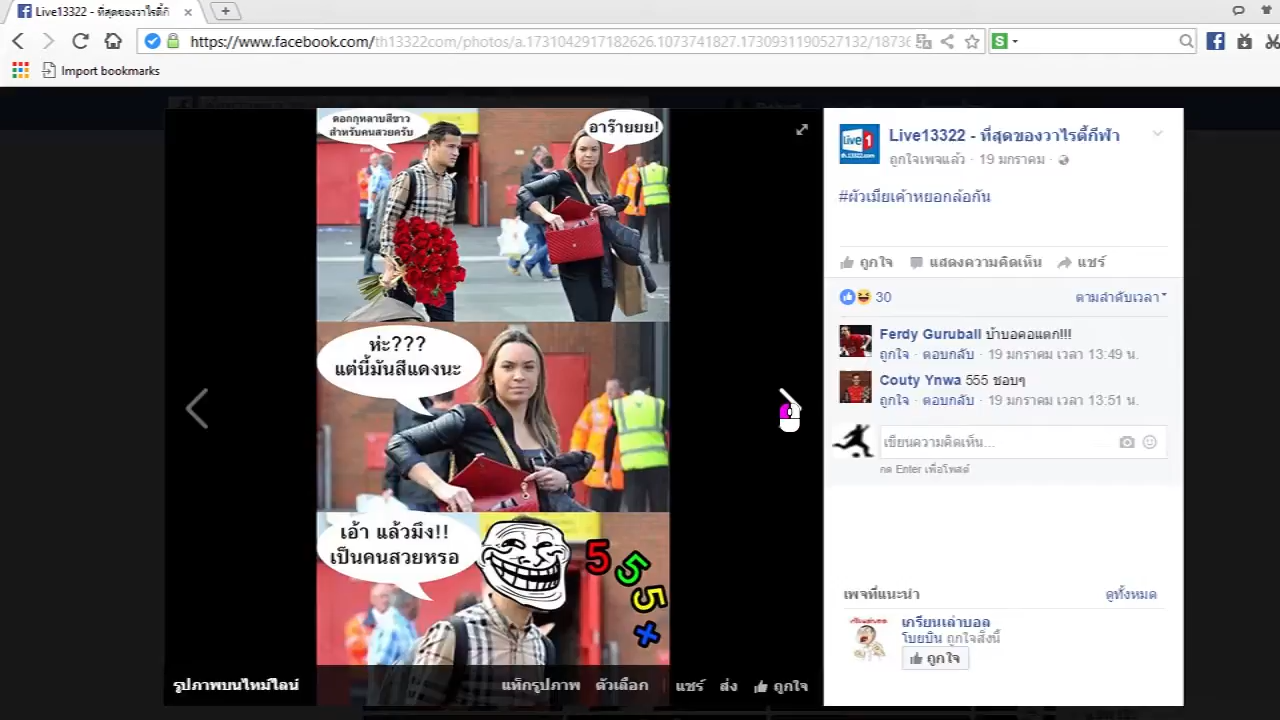 Live13322 - ที่สุดของวาไรตี้กี
https://www.facebook.com/th13322com/photos/a.1731042917182626.1073741827.1730931190527132/18736
S
Import bookmarks
ดอกกุหลาบสีขาว
สำหรับคนสวยครับ
อาร๊ายยย!
ห่ะ???
แต่นี้มันสีแดงนะ
เอ้า แล้วมึง!!
เป็นคนสวยหรอ
555+
รูปภาพบนไทม์ไลน์
แท็กรูปภาพ ตัวเลือก แชร์ ส่ง ถูกใจ
Live1
th.13322.com
Live13322 - ที่สุดของวาไรตี้กีฬา
ถูกใจเพจแล้ว · 19 มกราคม ·
#ผัวเมียเค้าหยอกล้อกัน
ถูกใจ แสดงความคิดเห็น แชร์
30 ตามลำดับเวลา
Ferdy Guruball บ้าบอคอแตก!!!
ถูกใจ · ตอบกลับ · 19 มกราคม เวลา 13:49 น.
Couty Ynwa 555 ชอบๆ
ถูกใจ · ตอบกลับ · 19 มกราคม เวลา 13:51 น.
เขียนความคิดเห็น...
กด Enter เพื่อโพสต์
เพจที่แนะนำ ดูทั้งหมด
เกรียนเล่าบอล
โบยบิน ถูกใจสิ่งนี้
ถูกใจ